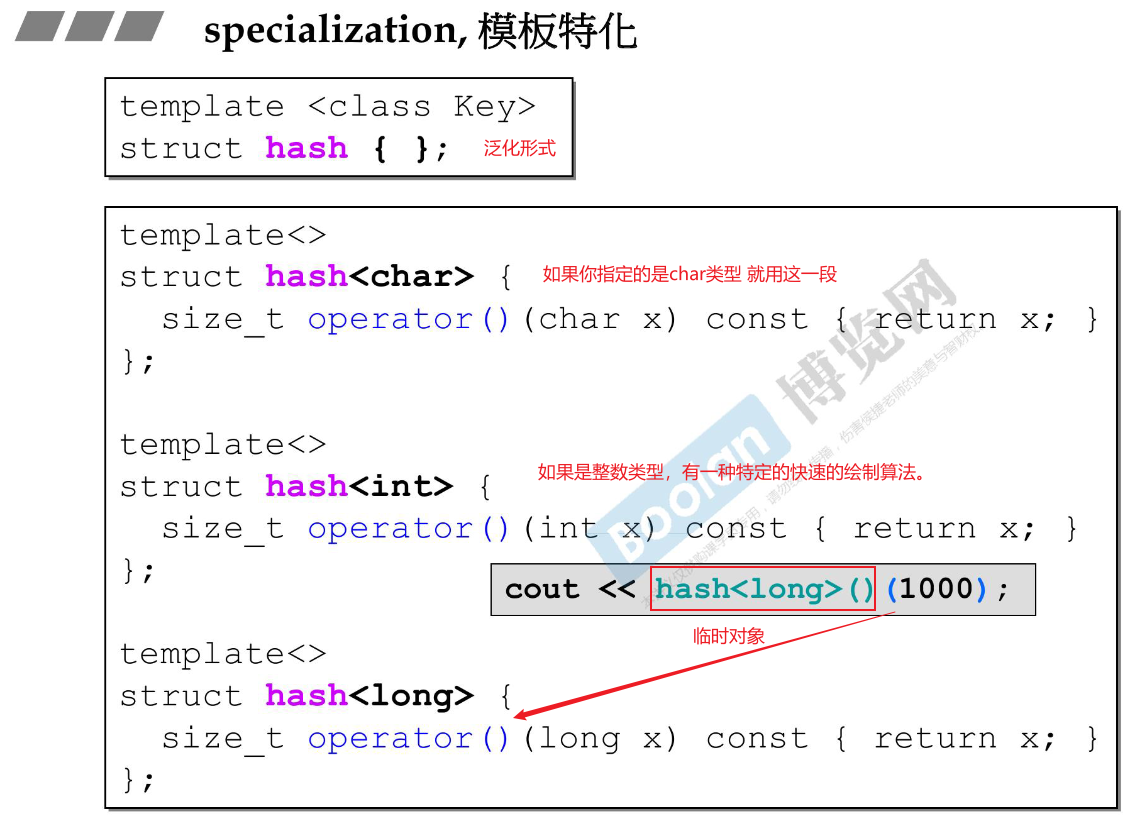 specialization, 模板特化
template <class Key>
struct hash { }; 泛化形式
template<>
struct hash<char> { 如果你指定的是char类型 就用这一段
size_t operator()(char x) const { return x; }
};
template<>
struct hash<int> { 如果是整数类型，有一种特定的快速的绘制算法。
size_t operator()(int x) const { return x; }
};
cout << hash<long>()(1000);
临时对象
template<>
struct hash<long> {
size_t operator()(long x) const { return x; }
};
Boolan 博览网